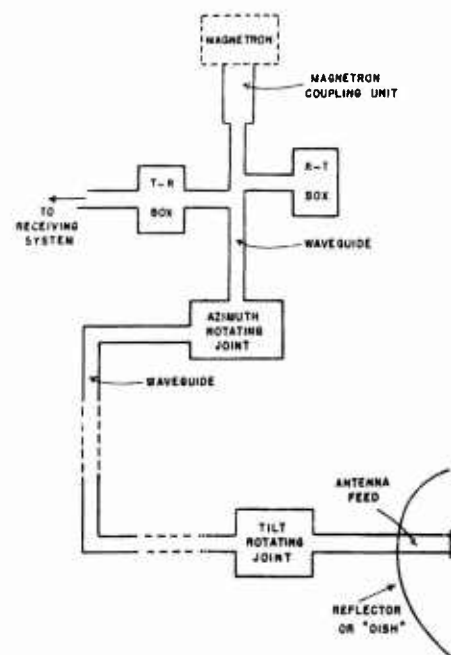 MAGNETRON
MAGNETRON
COUPLING UNIT
T-R
BOX
R-T
BOX
TO
RECEIVING
SYSTEM
WAVEGUIDE
AZIMUTH
ROTATING
JOINT
WAVEGUIDE
ANTENNA
FEED
TILT
ROTATING
JOINT
REFLECTOR
OR "DISH"